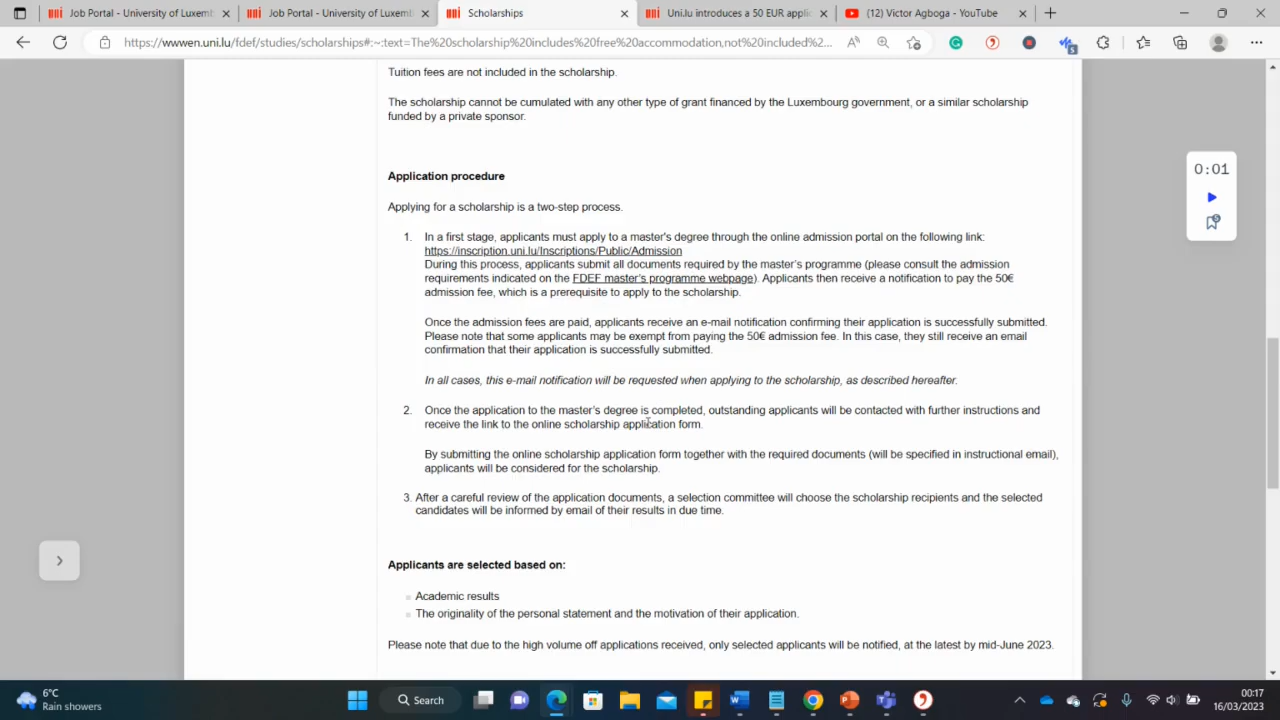 Job Portal - University of Luxemb
Job Portal - University of Luxemb
Scholarships
Uni.lu introduces a 50 EUR applic
(12) Victor Agboga - YouTube
https://wwwen.uni.lu/fdef/studies/scholarships#:~:text=The%20scholarship%20includes%20free%20accommodation,not%20included%2...
Tuition fees are not included in the scholarship.
The scholarship cannot be cumulated with any other type of grant financed by the Luxembourg government, or a similar scholarship
funded by a private sponsor.
0:01
Application procedure
Applying for a scholarship is a two-step process.
1. In a first stage, applicants must apply to a master's degree through the online admission portal on the following link:
https://inscription.uni.lu/Inscriptions/Public/Admission
During this process, applicants submit all documents required by the master's programme (please consult the admission
requirements indicated on the FDEF master's programme webpage). Applicants then receive a notification to pay the 50€
admission fee, which is a prerequisite to apply to the scholarship.
Once the admission fees are paid, applicants receive an e-mail notification confirming their application is successfully submitted.
Please note that some applicants may be exempt from paying the 50€ admission fee. In this case, they still receive an email
confirmation that their application is successfully submitted.
In all cases, this e-mail notification will be requested when applying to the scholarship, as described hereafter.
2. Once the application to the master's degree is completed, outstanding applicants will be contacted with further instructions and
receive the link to the online scholarship application form.
By submitting the online scholarship application form together with the required documents (will be specified in instructional email),
applicants will be considered for the scholarship.
3. After a careful review of the application documents, a selection committee will choose the scholarship recipients and the selected
candidates will be informed by email of their results in due time.
Applicants are selected based on:
Academic results
The originality of the personal statement and the motivation of their application.
Please note that due to the high volume off applications received, only selected applicants will be notified, at the latest by mid-June 2023.
6°C
Rain showers
Search
00:17
16/03/2023